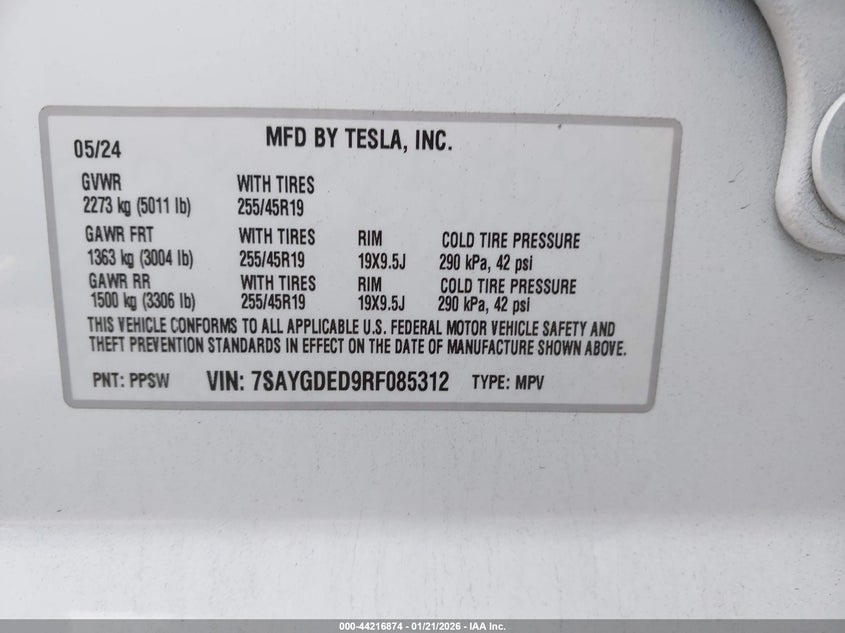 MFD BY TESLA, INC.
05/24
GVWR WITH TIRES
2273 kg (5011 lb) 255/45R19
GAWR FRT WITH TIRES RIM COLD TIRE PRESSURE
1363 kg (3004 lb) 255/45R19 19X9.5J 290 kPa, 42 psi
GAWR RR WITH TIRES RIM COLD TIRE PRESSURE
1500 kg (3306 lb) 255/45R19 19X9.5J 290 kPa, 42 psi
THIS VEHICLE CONFORMS TO ALL APPLICABLE U.S. FEDERAL MOTOR VEHICLE SAFETY AND
THEFT PREVENTION STANDARDS IN EFFECT ON THE DATE OF MANUFACTURE SHOWN ABOVE.
PNT: PPSW VIN: 7SAYGDED9RF085312 TYPE: MPV
000-44216874 | 01/21/2026 - IAA Inc.